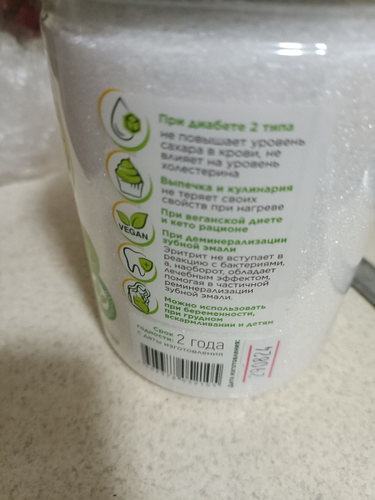 При диабете 2 типа
не повышает уровень
сахара в крови, не
влияет на уровень
холестерина
Выпечка и кулинария
не теряет своих
свойств при нагреве
VEGAN
При веганской диете
и кето рационе
При деминерализации
зубной эмали
Эритрит не вступает в
реакцию с бактериями,
а, наоборот, обладает
лечебным эффектом,
помогая в частичной
реминерализации
зубной эмали.
Можно использовать
при беременности,
при грудном
вскармливании и детям
Срок
годности: 2 года
с даты изготовления
Дата изготовления:
290824